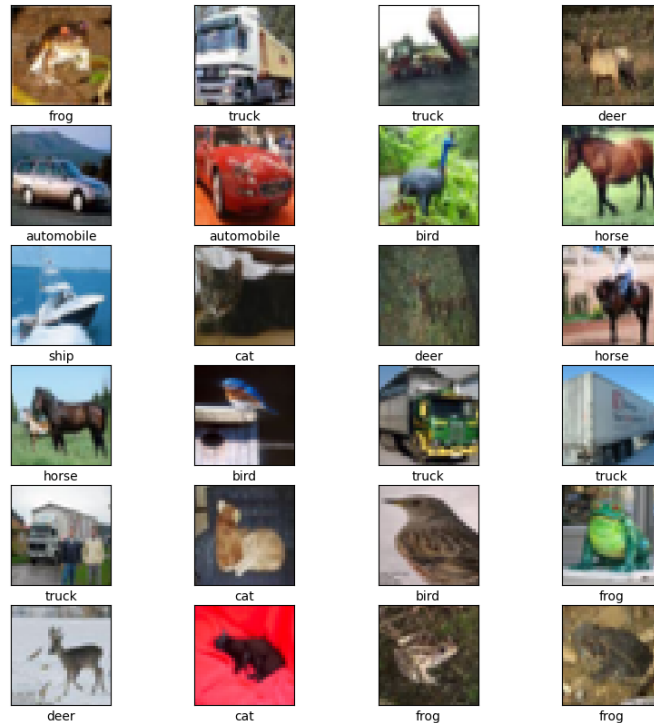 frog truck truck deer
automobile automobile bird horse
ship cat deer horse
horse bird truck truck
truck cat bird frog
deer cat frog frog